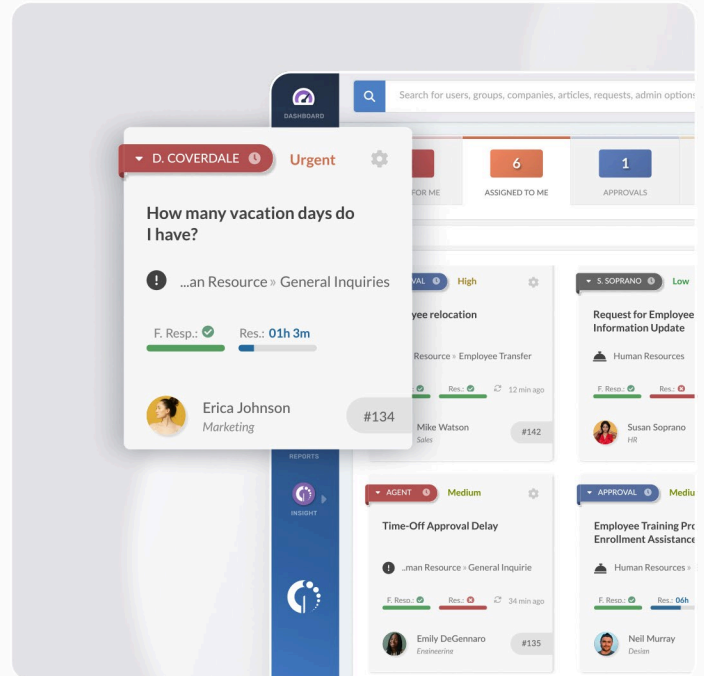 DASHBOARD
Search for users, groups, companies, articles, requests, admin options
FOR ME
6
ASSIGNED TO ME
1
APPROVALS
D. COVERDALE
Urgent
How many vacation days do
I have?
...an Resource » General Inquiries
F. Resp.:
Res.: 01h 3m
Erica Johnson
Marketing
#134
VAL
High
yee relocation
Resource » Employee Transfer
Res.:
12 min ago
Mike Watson
Sales
#142
S. SOPRANO
Low
Request for Employee
Information Update
Human Resources
F. Resp.:
Res.:
Susan Soprano
HR
REPORTS
INSIGHT
AGENT
Medium
Time-Off Approval Delay
..man Resource » General Inquirie
F. Resp.:
Res.:
34 min ago
Emily DeGennaro
Engineering
#135
APPROVAL
Mediu
Employee Training Pro
Enrollment Assistance
Human Resources »
F. Resp.:
Res.: 06h
Neil Murray
Design